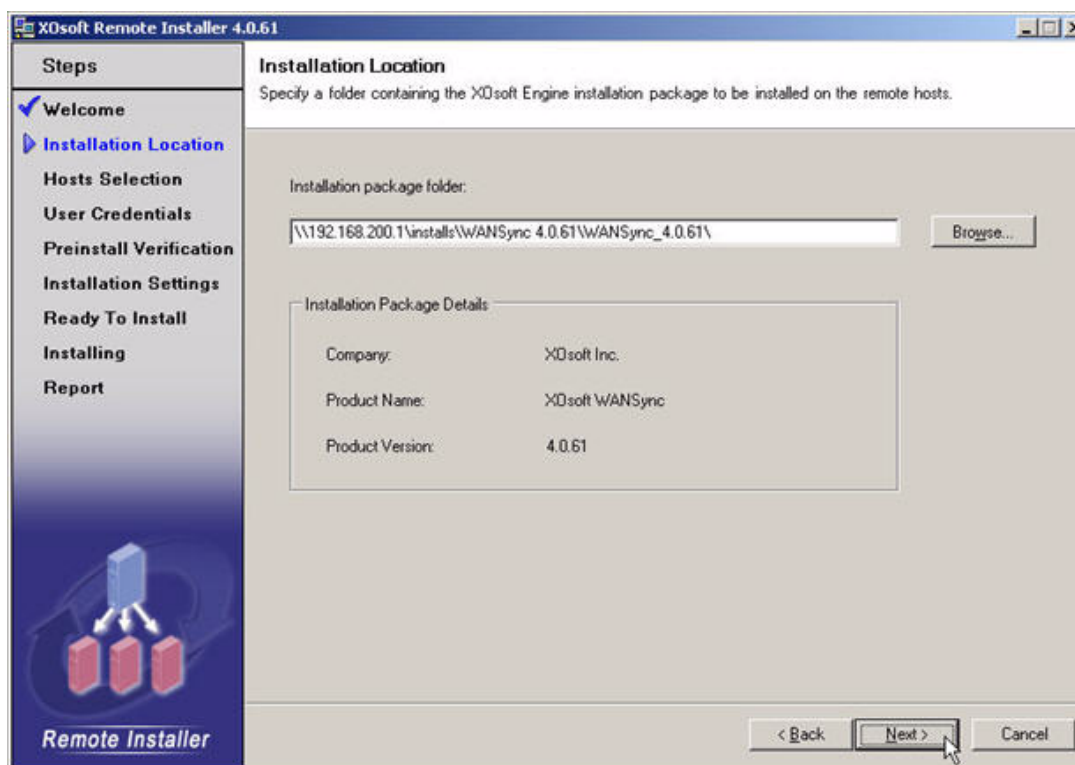 XOsoft Remote Installer 4.0.61
Steps
Welcome
Installation Location
Hosts Selection
User Credentials
Preinstall Verification
Installation Settings
Ready To Install
Installing
Report
Remote Installer
Installation Location
Specify a folder containing the XOsoft Engine installation package to be installed on the remote hosts.
Installation package folder:
\\192.168.200.1\installs\WANSync 4.0.61\WANSync_4.0.61\
Browse...
Installation Package Details
Company: XOsoft Inc.
Product Name: XOsoft WANSync
Product Version: 4.0.61
< Back Next > Cancel